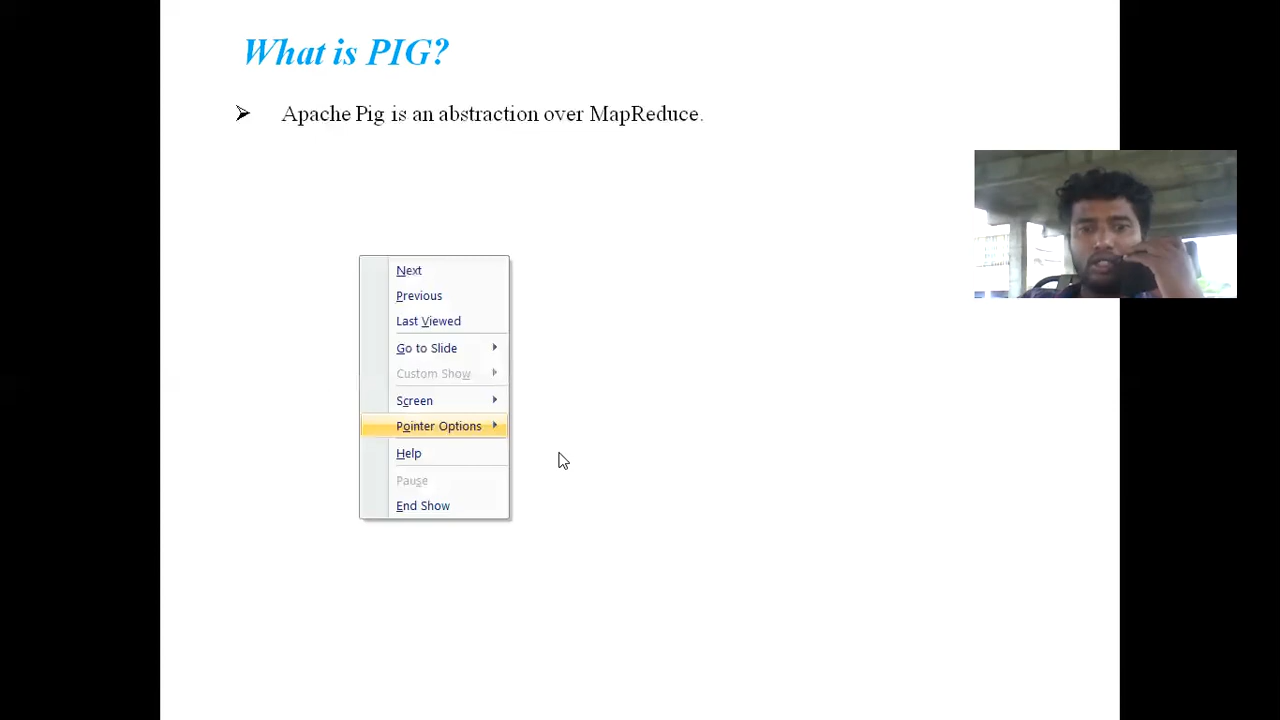 What is PIG?
➢ Apache Pig is an abstraction over MapReduce.
Next
Previous
Last Viewed
Go to Slide
Custom Show
Screen
Pointer Options
Help
Pause
End Show